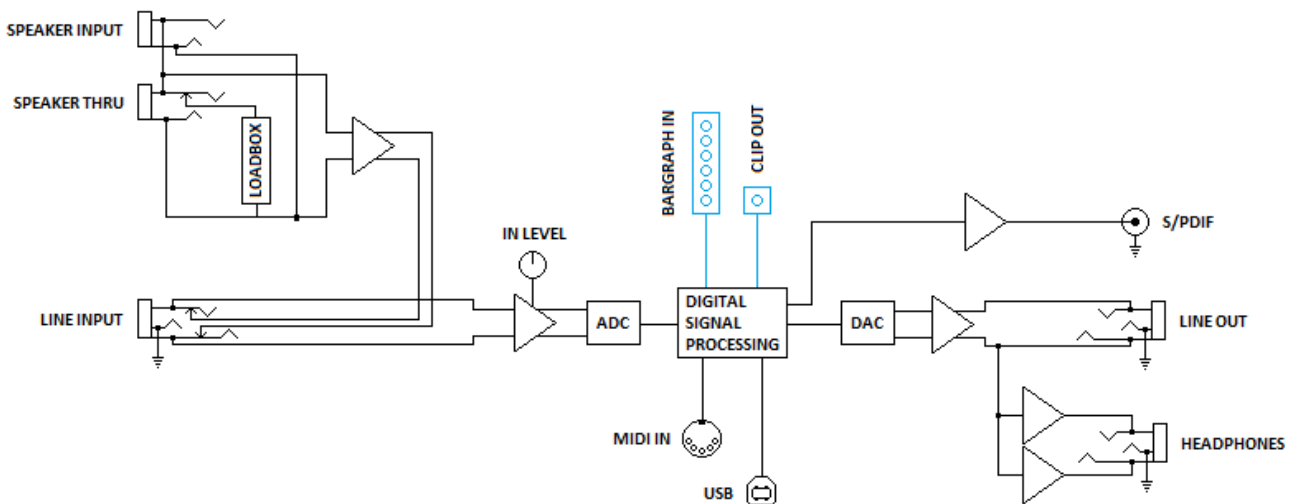 SPEAKER INPUT
SPEAKER THRU
LOADBOX
BARGRAPH IN
CLIP OUT
S/PDIF
IN LEVEL
LINE INPUT
ADC
DIGITAL
SIGNAL
PROCESSING
DAC
LINE OUT
MIDI IN
HEADPHONES
USB